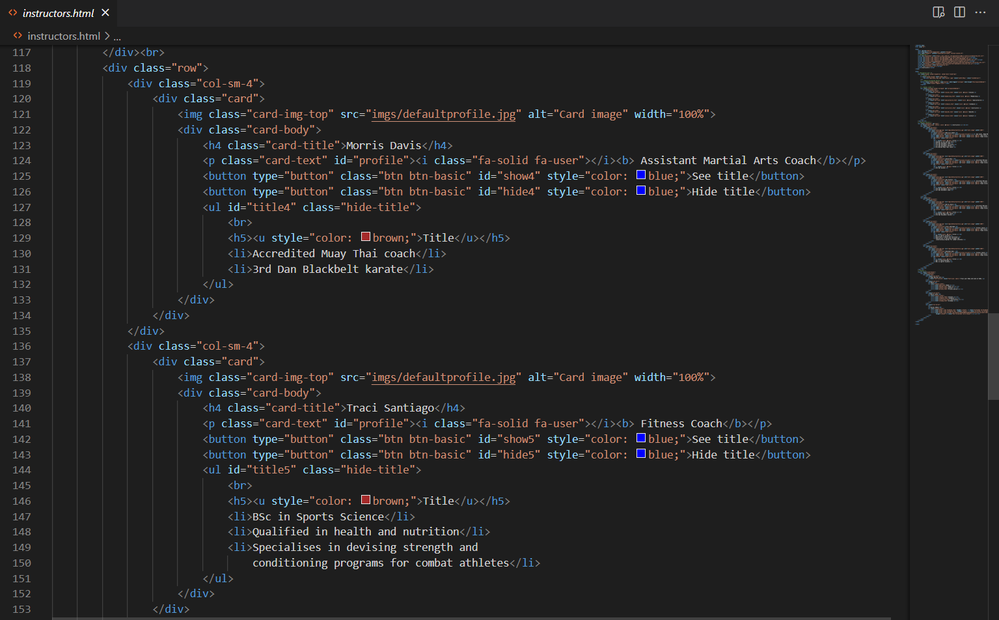 instructors.html
instructors.html > ...
117 </div><br>
118 <div class="row">
119 <div class="col-sm-4">
120 <div class="card">
121 <img class="card-img-top" src="imgs/defaultprofile.jpg" alt="Card image" width="100%">
122 <div class="card-body">
123 <h4 class="card-title">Morris Davis</h4>
124 <p class="card-text" id="profile"><i class="fa-solid fa-user"></i><b> Assistant Martial Arts Coach</b></p>
125 <button type="button" class="btn btn-basic" id="show4" style="color: blue;">See title</button>
126 <button type="button" class="btn btn-basic" id="hide4" style="color: blue;">Hide title</button>
127 <ul id="title4" class="hide-title">
128 <br>
129 <h5><u style="color: brown;">Title</u></h5>
130 <li>Accredited Muay Thai coach</li>
131 <li>3rd Dan Blackbelt karate</li>
132 </ul>
133 </div>
134 </div>
135 </div>
136 <div class="col-sm-4">
137 <div class="card">
138 <img class="card-img-top" src="imgs/defaultprofile.jpg" alt="Card image" width="100%">
139 <div class="card-body">
140 <h4 class="card-title">Traci Santiago</h4>
141 <p class="card-text" id="profile"><i class="fa-solid fa-user"></i><b> Fitness Coach</b></p>
142 <button type="button" class="btn btn-basic" id="show5" style="color: blue;">See title</button>
143 <button type="button" class="btn btn-basic" id="hide5" style="color: blue;">Hide title</button>
144 <ul id="title5" class="hide-title">
145 <br>
146 <h5><u style="color: brown;">Title</u></h5>
147 <li>BSc in Sports Science</li>
148 <li>Qualified in health and nutrition</li>
149 <li>Specialises in devising strength and
150 conditioning programs for combat athletes</li>
151 </ul>
152 </div>
153 </div>